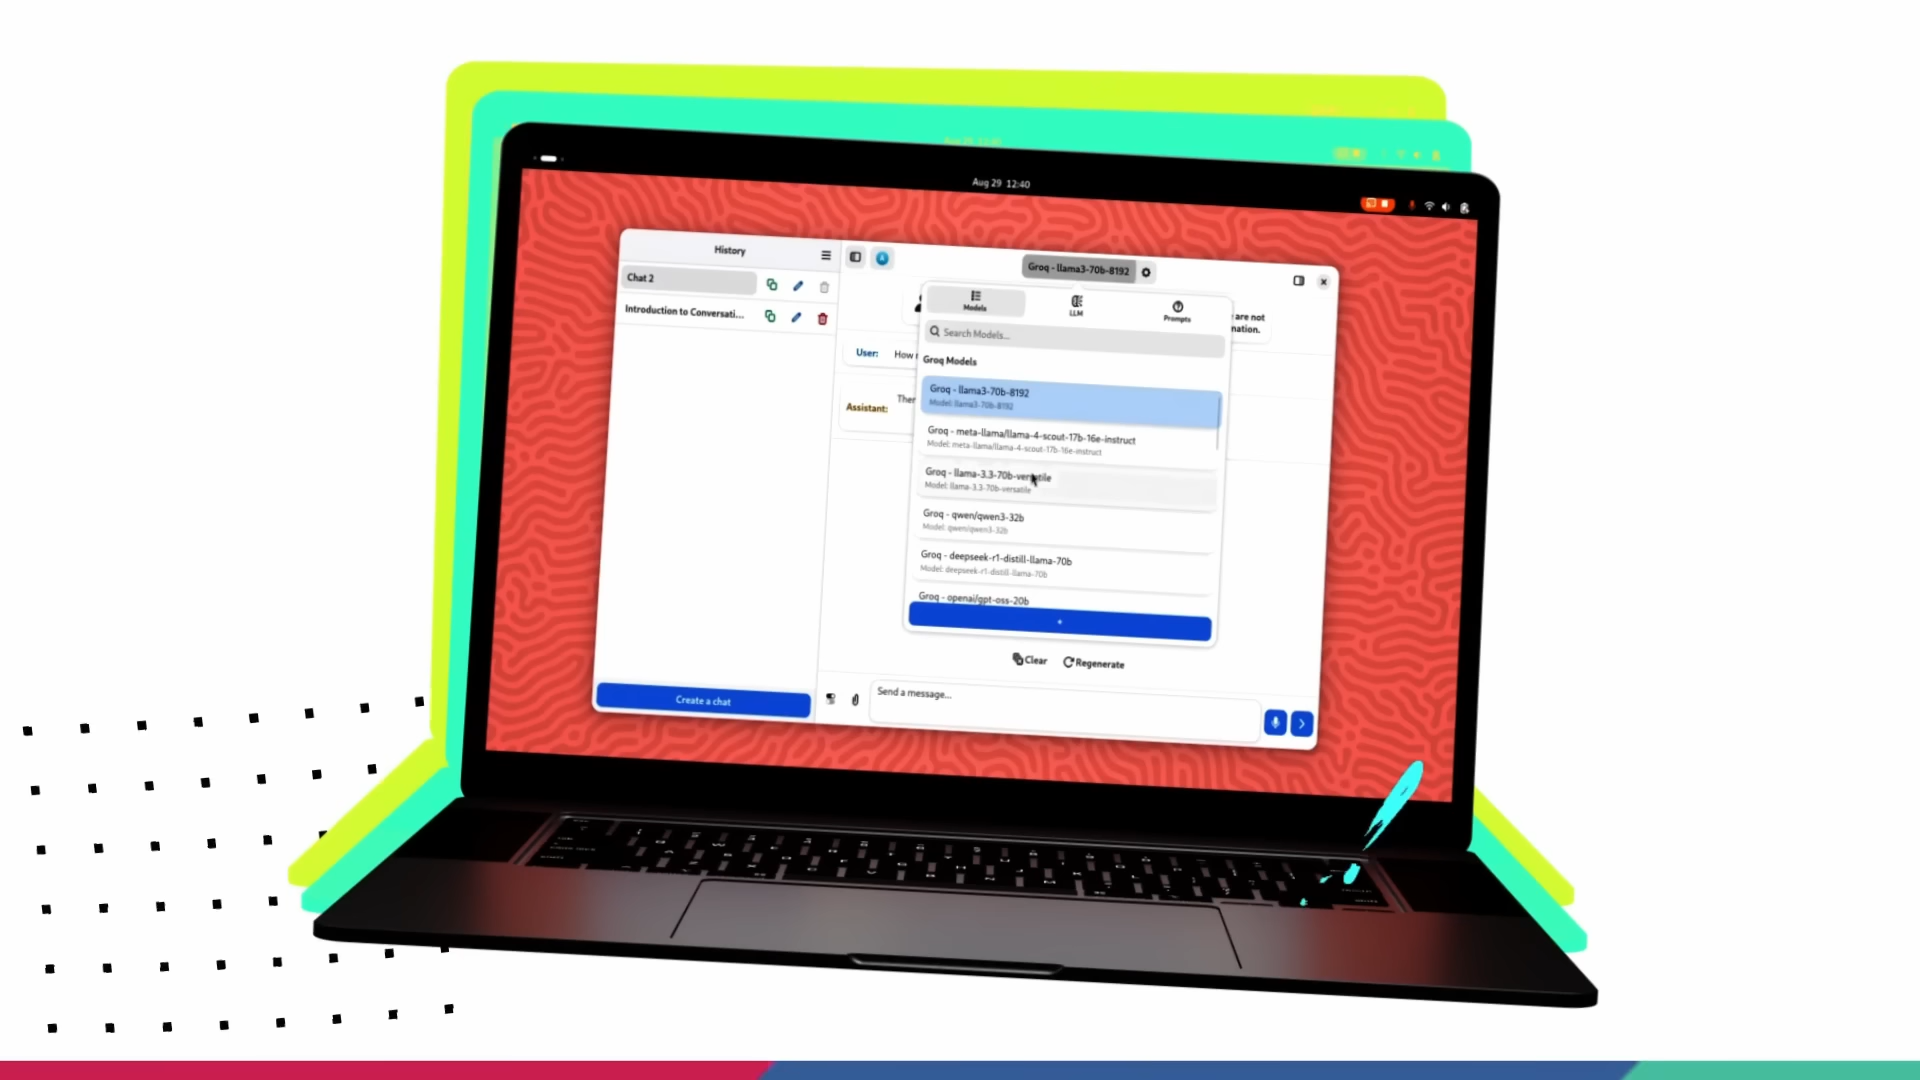 Aug 29 12:40
History
Chat 2
Introduction to Conversati...
Create a chat
Groq - llama3-70b-8192
are not
nation.
User: How
Assistant: Ther
Models
LLM
Prompts
Search Models...
Groq Models
Groq - llama3-70b-8192
Model: llama3-70b-8192
Groq - meta-llama/llama-4-scout-17b-16e-instruct
Model: meta-llama/llama-4-scout-17b-16e-instruct
Groq - llama-3.3-70b-versatile
Model: llama-3.3-70b-versatile
Groq - qwen/qwen3-32b
Model: qwen/qwen3-32b
Groq - deepseek-r1-distill-llama-70b
Model: deepseek-r1-distill-llama-70b
Groq - openai/gpt-oss-20b
+
Clear
Regenerate
Send a message...